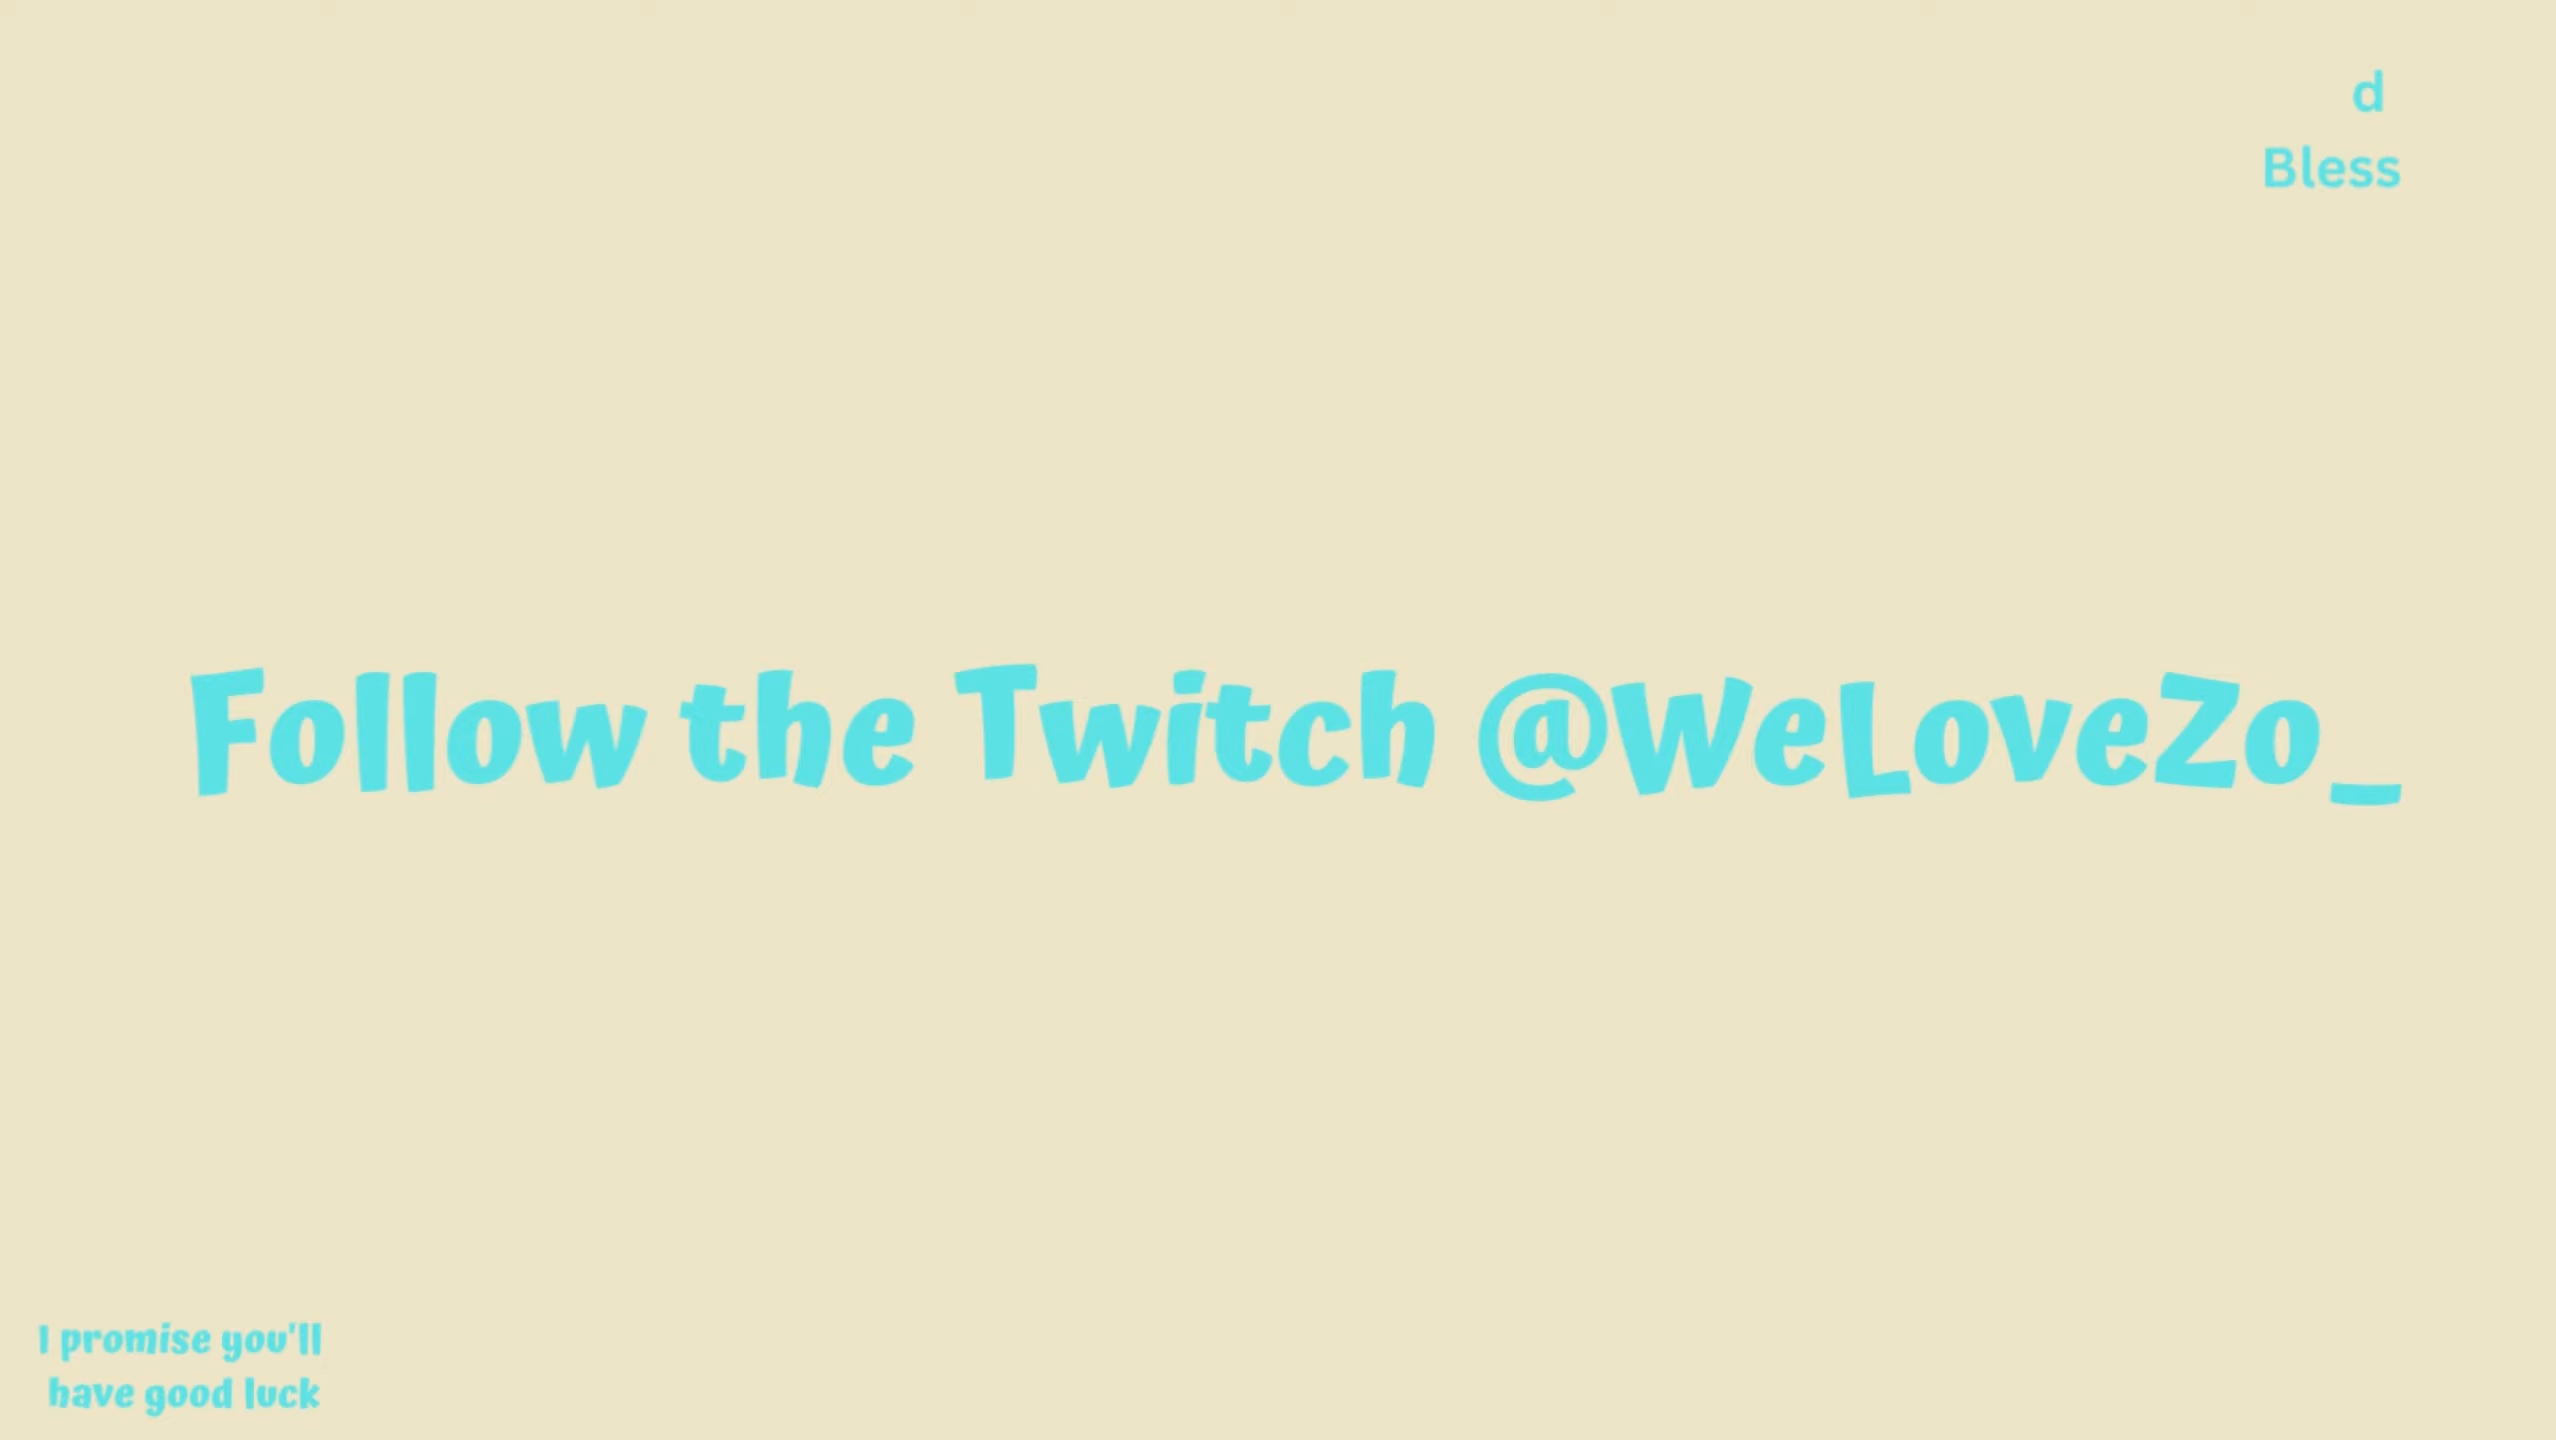 d
Bless
Follow the Twitch @WeLoveZo_
I promise you'll
have good luck